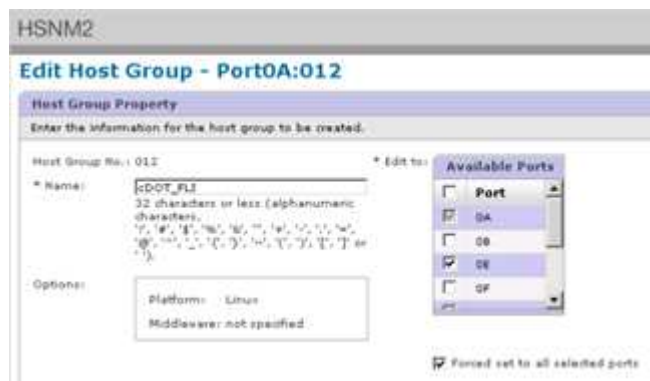 HSNM2
Edit Host Group - Port0A:012
Host Group Property
Enter the information for the host group to be created.
Host Group No.: 012
* Name:
cDOT_FLI
32 characters or less (alphanumeric
characters,
'@',
or
Options:
Platform: Linux
Middleware: not specified
* Edit to:
Available Ports
Port
0A
0B
0E
0F
Forced set to all selected ports